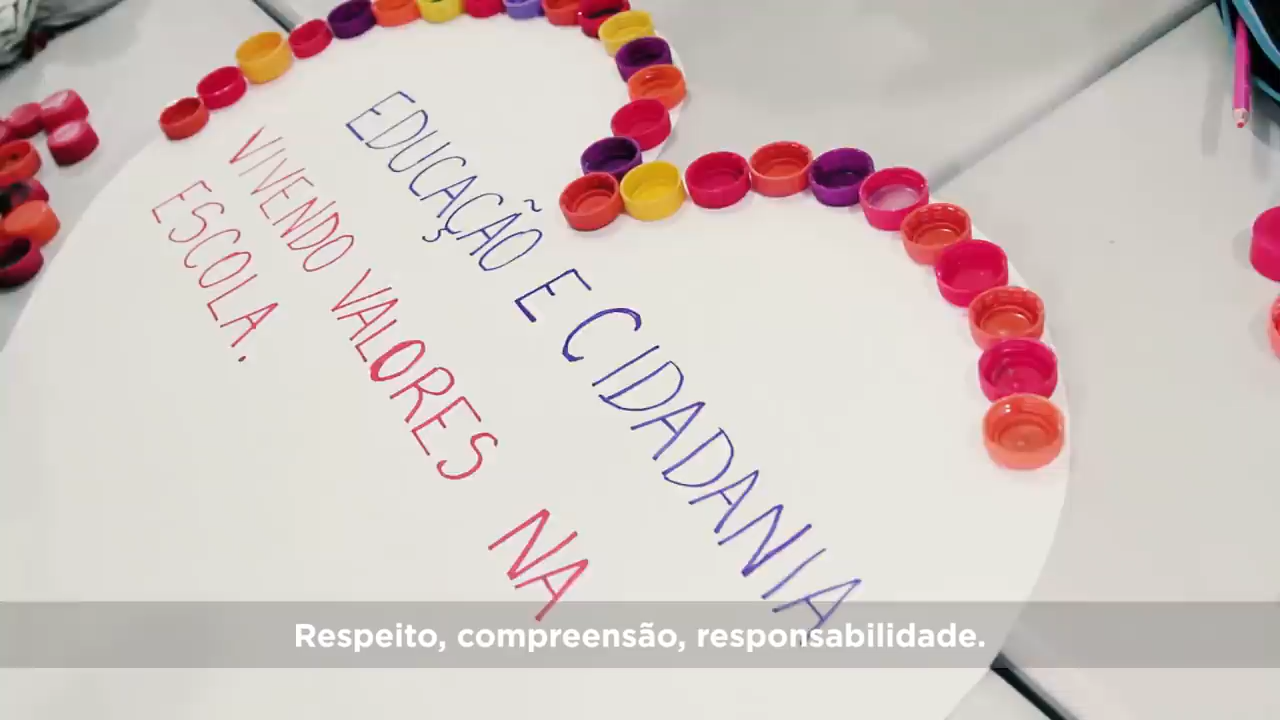 EDUCAÇÃO E CIDADANIA
VIVENDO VALORES NA
ESCOLA.
Respeito, compreensão, responsabilidade.